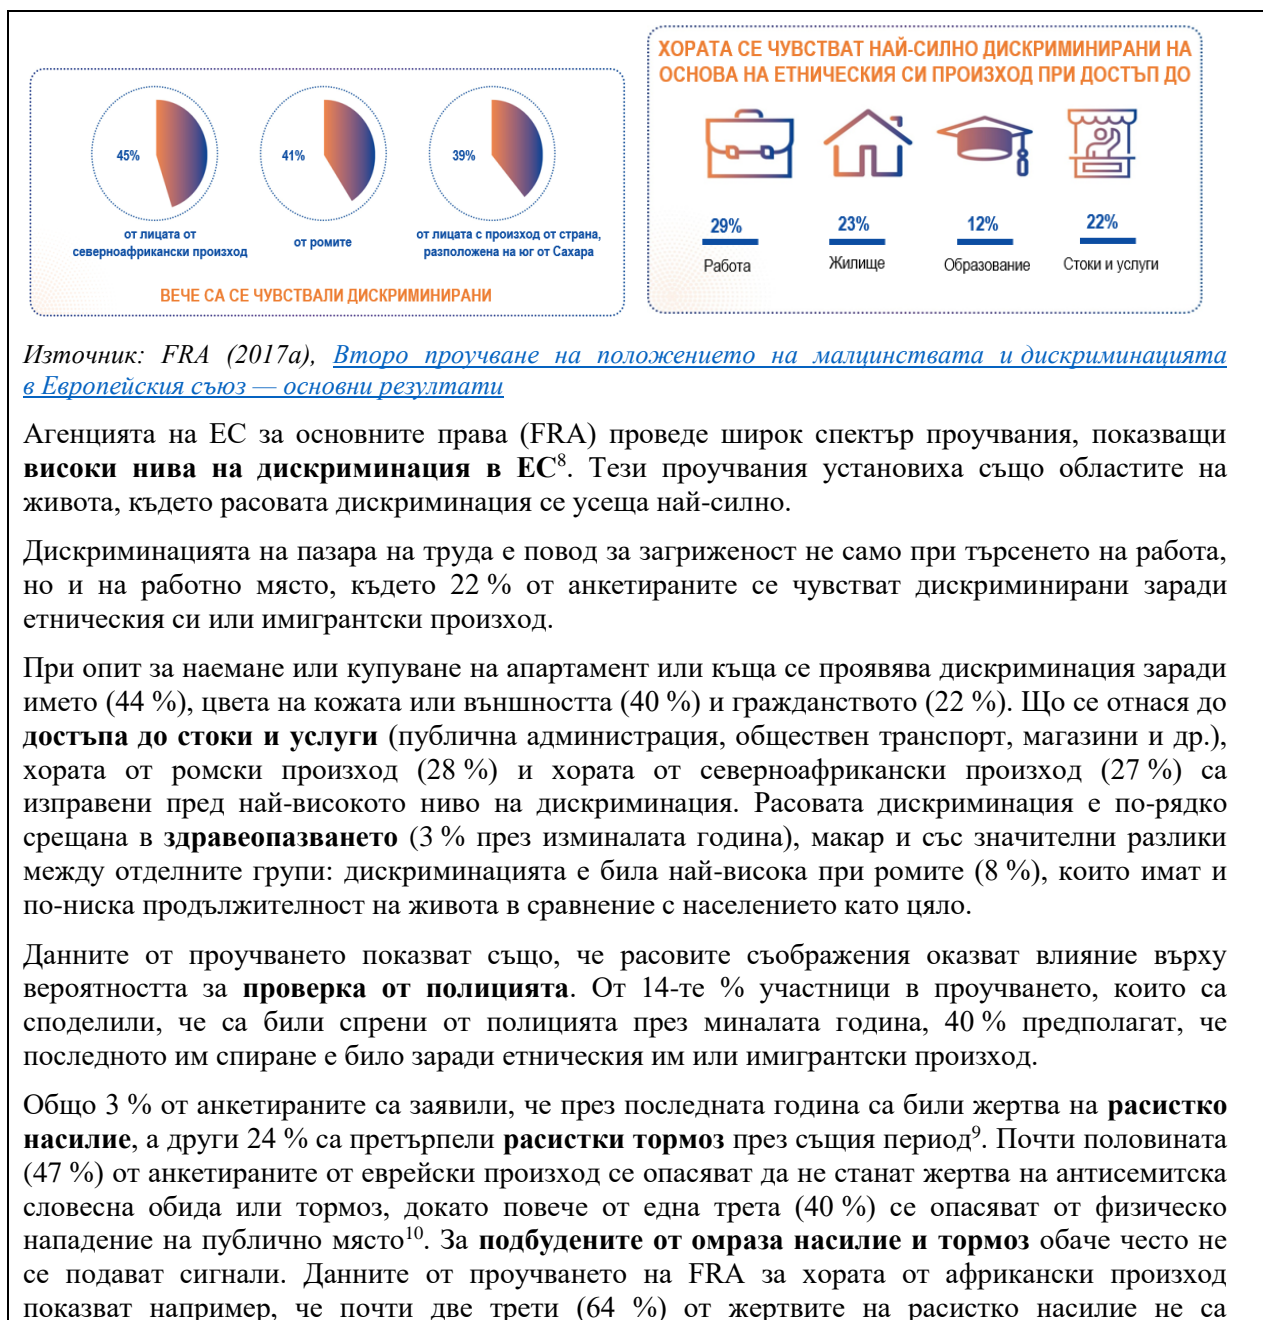 45%
от лицата от
северноафрикански произход
41%
от ромите
39%
от лицата с произход от страна,
разположена на юг от Сахара
ВЕЧЕ СА СЕ ЧУВСТВАЛИ ДИСКРИМИНИРАНИ
ХОРАТА СЕ ЧУВСТВАТ НАЙ-СИЛНО ДИСКРИМИНИРАНИ НА
ОСНОВА НА ЕТНИЧЕСКИЯ СИ ПРОИЗХОД ПРИ ДОСТЪП ДО
29%
Работа
23%
Жилище
12%
Образование
22%
Стоки и услуги
Източник: FRA (2017a), Второ проучване на положението на малцинствата и дискриминацията
в Европейския съюз — основни резултати
Агенцията на ЕС за основните права (FRA) проведе широк спектър проучвания, показващи
високи нива на дискриминация в ЕС⁸. Тези проучвания установиха също областите на
живота, където расовата дискриминация се усеща най-силно.
Дискриминацията на пазара на труда е повод за загриженост не само при търсенето на работа,
но и на работно място, където 22 % от анкетираните се чувстват дискриминирани заради
етническия си или имигрантски произход.
При опит за наемане или купуване на апартамент или къща се проявява дискриминация заради
името (44 %), цвета на кожата или външността (40 %) и гражданството (22 %). Що се отнася до
достъпа до стоки и услуги (публична администрация, обществен транспорт, магазини и др.),
хората от ромски произход (28 %) и хората от северноафрикански произход (27 %) са
изправени пред най-високото ниво на дискриминация. Расовата дискриминация е по-рядко
срещана в здравеопазването (3 % през изминалата година), макар и със значителни разлики
между отделните групи: дискриминацията е била най-висока при ромите (8 %), които имат и
по-ниска продължителност на живота в сравнение с населението като цяло.
Данните от проучването показват също, че расовите съображения оказват влияние върху
вероятността за проверка от полицията. От 14-те % участници в проучването, които са
споделили, че са били спрени от полицията през миналата година, 40 % предполагат, че
последното им спиране е било заради етническия им или имигрантски произход.
Общо 3 % от анкетираните са заявили, че през последната година са били жертва на расистко
насилие, а други 24 % са претърпели расистки тормоз през същия период⁹. Почти половината
(47 %) от анкетираните от еврейски произход се опасяват да не станат жертва на антисемитска
словесна обида или тормоз, докато повече от една трета (40 %) се опасяват от физическо
нападение на публично място¹⁰. За подбудените от омраза насилие и тормоз обаче често не
се подават сигнали. Данните от проучването на FRA за хората от африкански произход
показват например, че почти две трети (64 %) от жертвите на расистко насилие не са